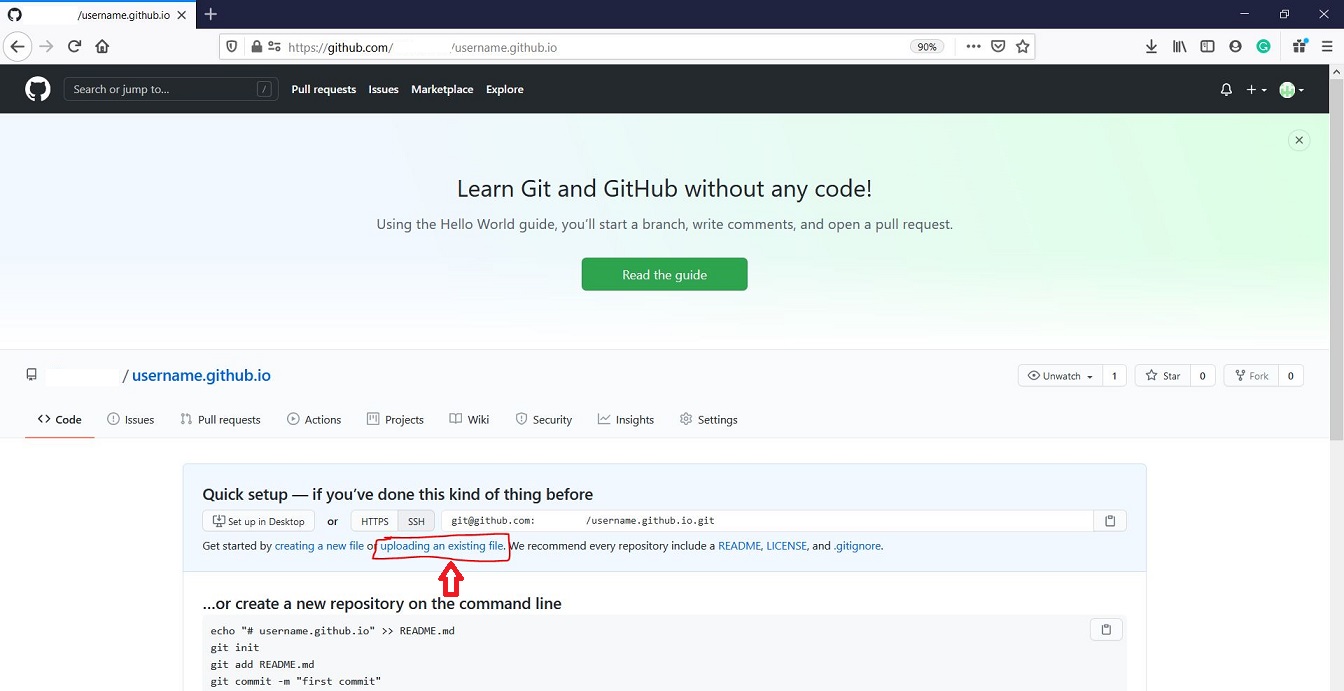 /username.github.io
https://github.com/ /username.github.io
90%
Search or jump to... /
Pull requests Issues Marketplace Explore
Learn Git and GitHub without any code!
Using the Hello World guide, you’ll start a branch, write comments, and open a pull request.
Read the guide
/ username.github.io
Unwatch 1 Star 0 Fork 0
Code Issues Pull requests Actions Projects Wiki Security Insights Settings
Quick setup — if you’ve done this kind of thing before
Set up in Desktop or HTTPS SSH git@github.com: /username.github.io.git
Get started by creating a new file or uploading an existing file. We recommend every repository include a README, LICENSE, and .gitignore.
…or create a new repository on the command line
echo "# username.github.io" >> README.md
git init
git add README.md
git commit -m "first commit"